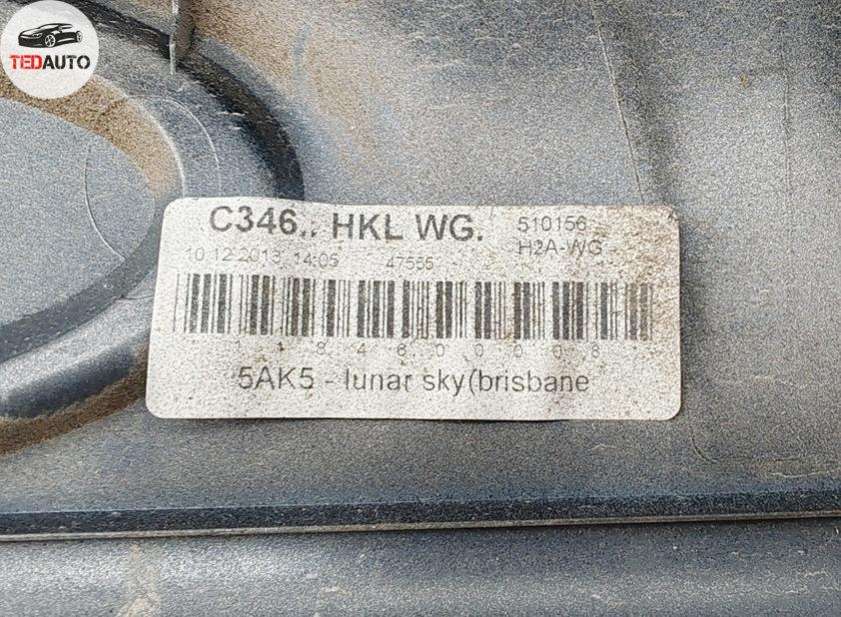 TEDAUTO
C346.. HKL WG. 510156
H2A-WG -
10.12.2013 14:05 47555
1 1 8 4 6 0 0 0 0 8 1
5AK5 - lunar sky(brisbane